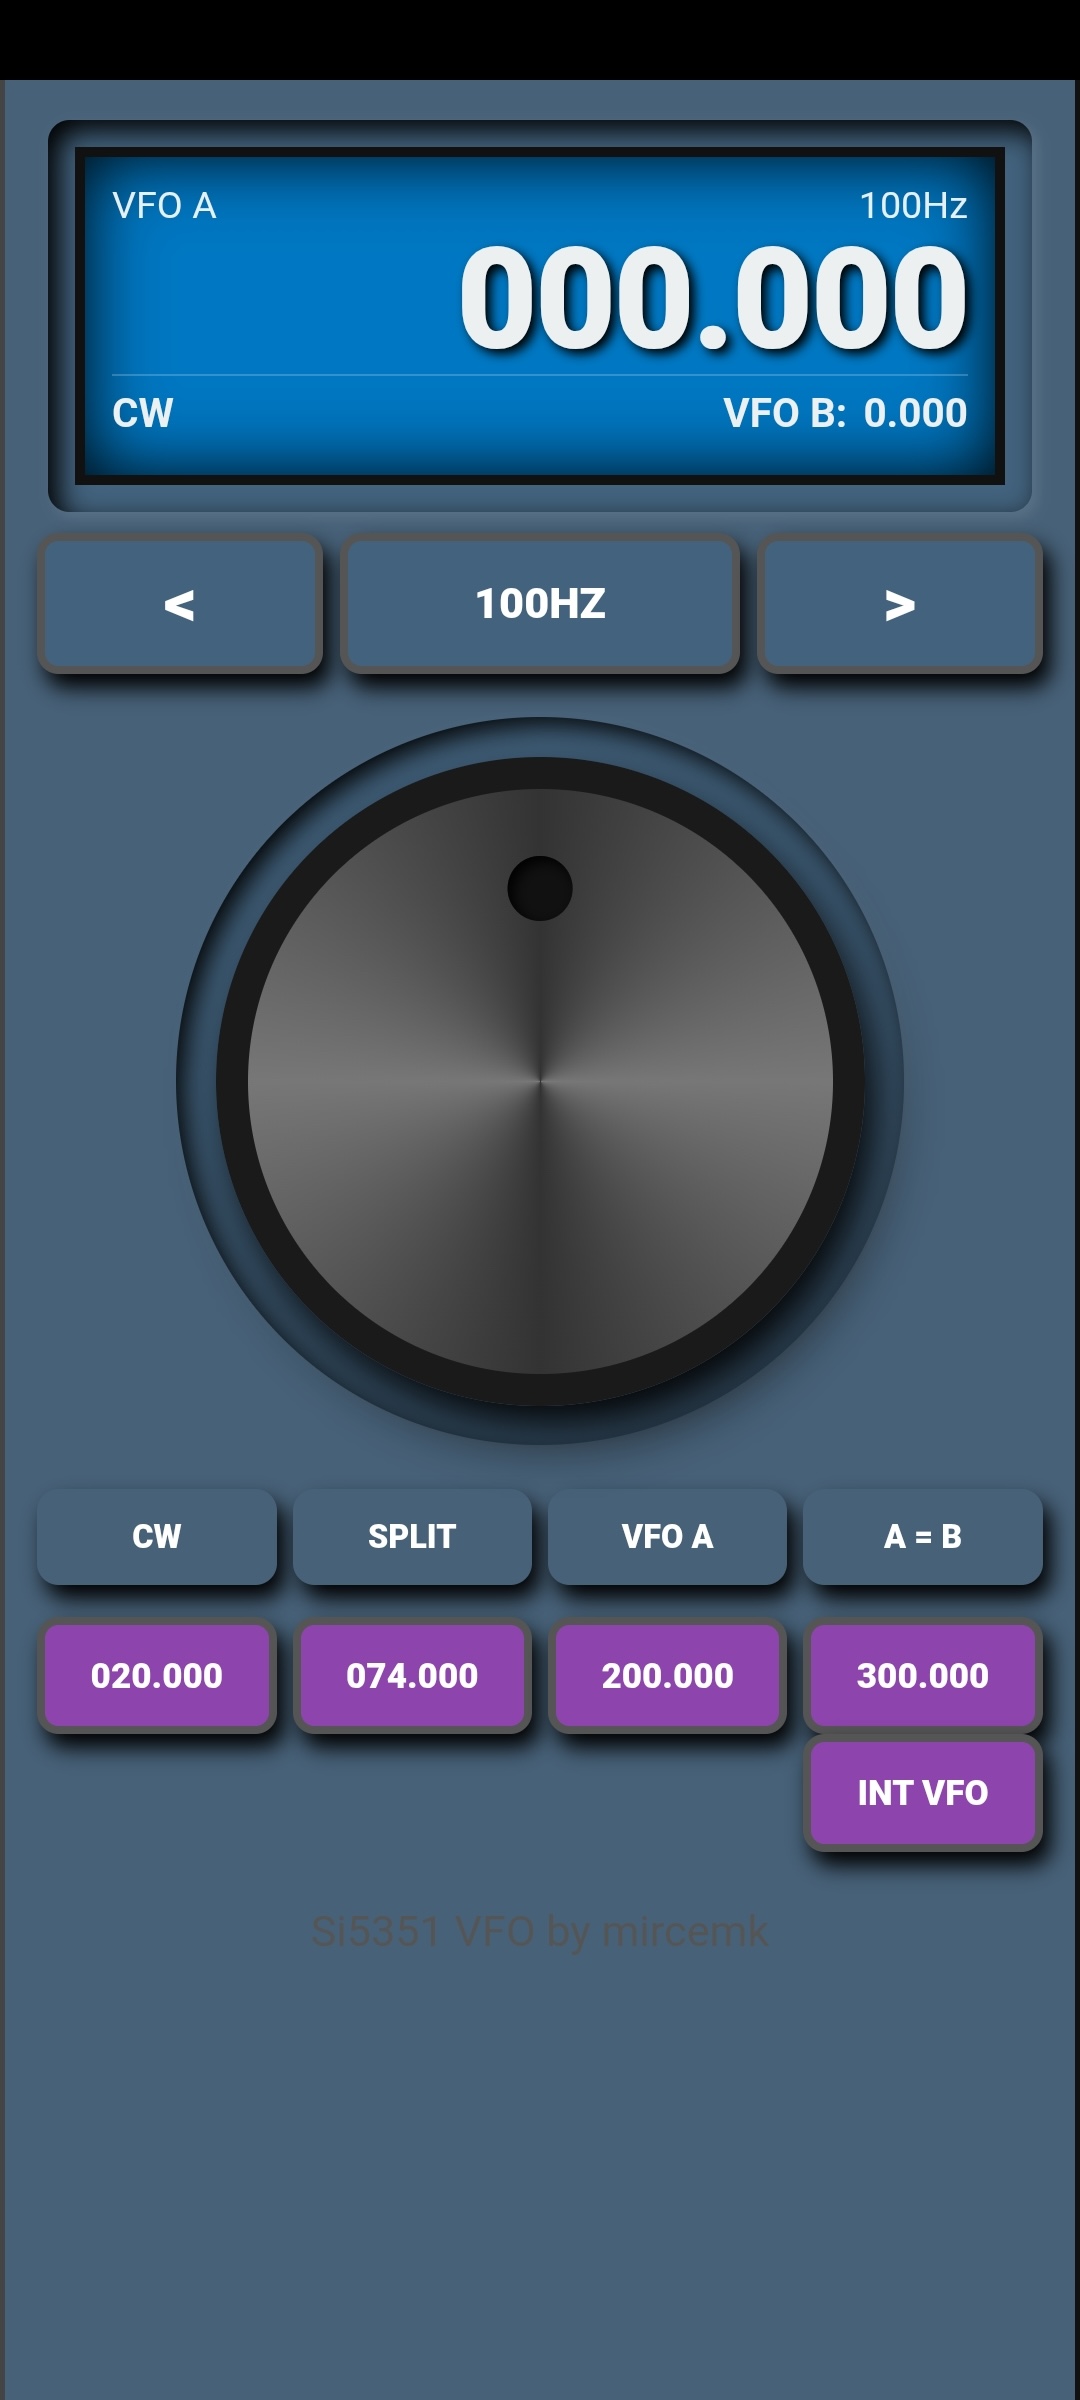 VFO A 100Hz
000.000
CW VFO B: 0.000
< 100HZ >
CW SPLIT VFO A A = B
020.000 074.000 200.000 300.000
INT VFO
Si5351 VFO by mircemk